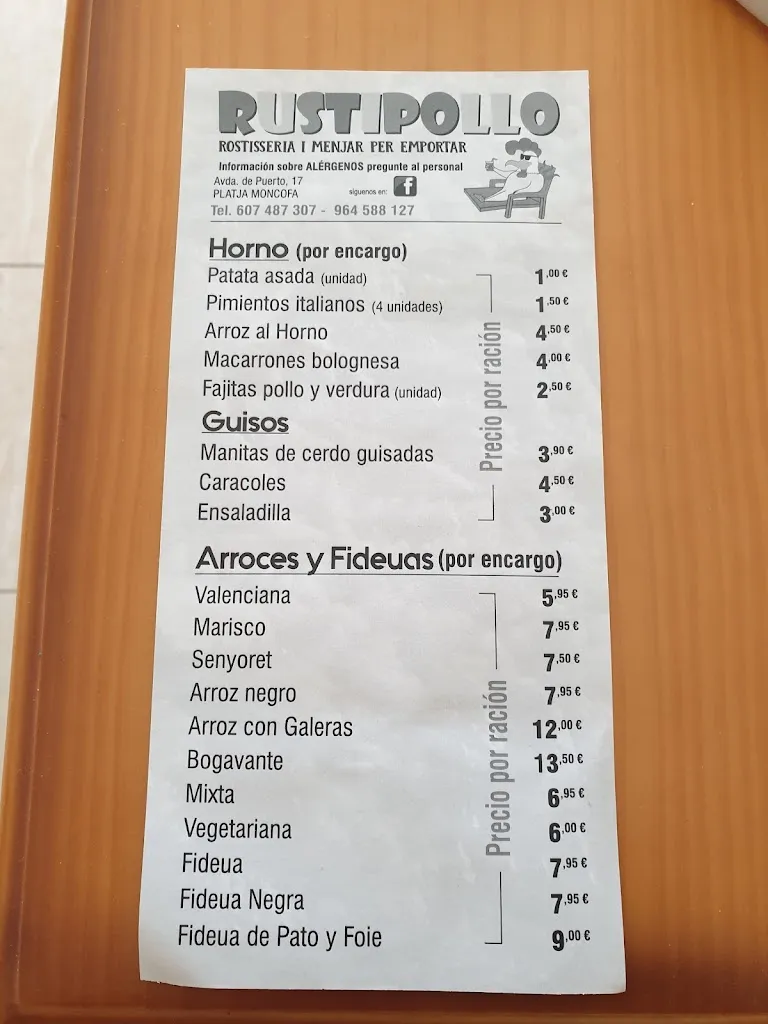 RUSTIPOLLO
ROSTISSERIA I MENJAR PER EMPORTAR
Información sobre ALÉRGENOS pregunte al personal
Avda. de Puerto, 17
PLATJA MONCOFA
siguenos en: f
Tel. 607 487 307 - 964 588 127
Horno (por encargo)
Patata asada (unidad) 1,00 €
Pimientos italianos (4 unidades) 1,50 €
Arroz al Horno 4,50 €
Macarrones bolognesa 4,00 €
Fajitas pollo y verdura (unidad) 2,50 €
Guisos
Manitas de cerdo guisadas 3,90 €
Caracoles 4,50 €
Ensaladilla 3,00 €
Precio por ración
Arroces y Fideuas (por encargo)
Valenciana 5,95 €
Marisco 7,95 €
Senyoret 7,50 €
Arroz negro 7,95 €
Arroz con Galeras 12,00 €
Bogavante 13,50 €
Mixta 6,95 €
Vegetariana 6,00 €
Fideua 7,95 €
Fideua Negra 7,95 €
Fideua de Pato y Foie 9,00 €
Precio por ración